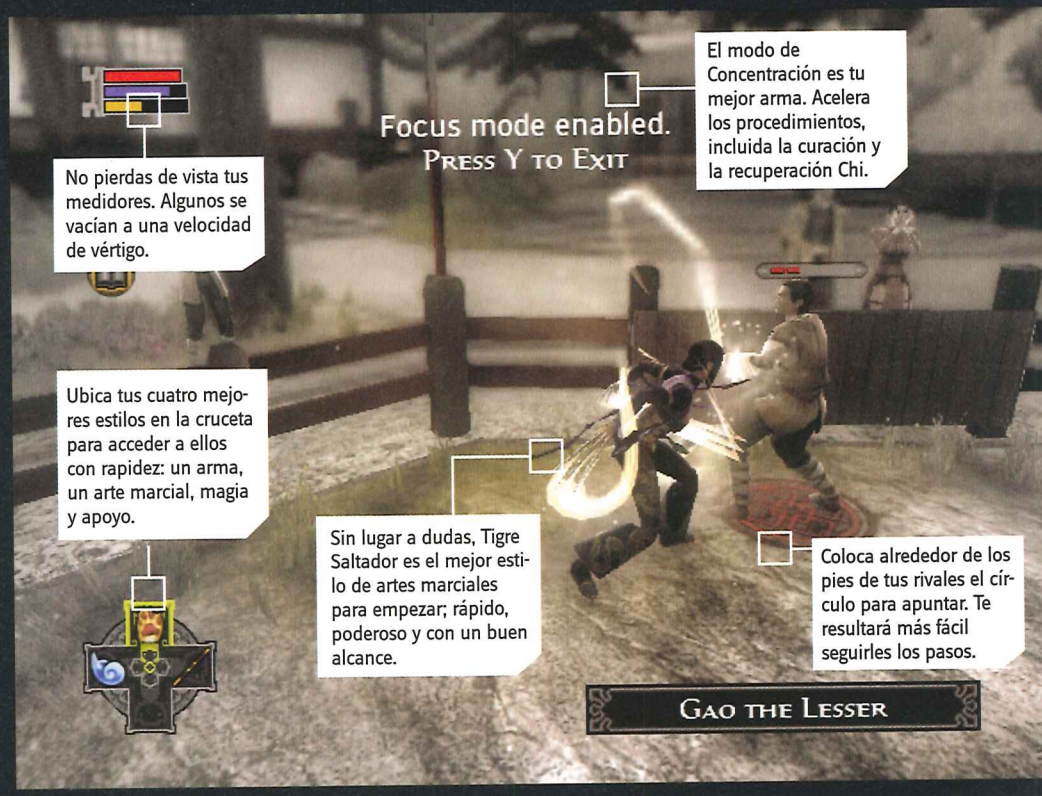 El modo de
Concentración es tu
mejor arma. Acelera
los procedimientos,
incluida la curación y
la recuperación Chi.
Focus mode enabled.
PRESS Y TO EXIT
No pierdas de vista tus
medidores. Algunos se
vacían a una velocidad
de vértigo.
Ubica tus cuatro mejo-
res estilos en la cruceta
para acceder a ellos
con rapidez: un arma,
un arte marcial, magia
y apoyo.
Sin lugar a dudas, Tigre
Saltador es el mejor esti-
lo de artes marciales
para empezar; rápido,
poderoso y con un buen
alcance.
Coloca alrededor de los
pies de tus rivales el cír-
culo para apuntar. Te
resultará más fácil
seguirles los pasos.
GAO THE LESSER